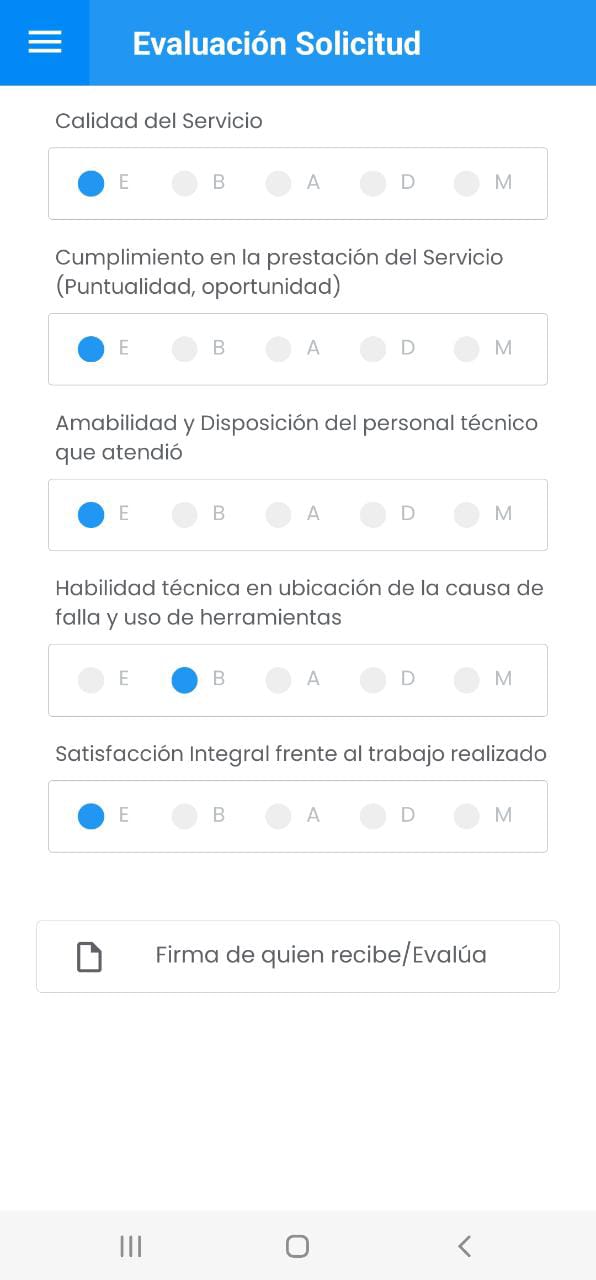 Evaluación Solicitud
Calidad del Servicio
E B A D M
Cumplimiento en la prestación del Servicio
(Puntualidad, oportunidad)
E B A D M
Amabilidad y Disposición del personal técnico
que atendió
E B A D M
Habilidad técnica en ubicación de la causa de
falla y uso de herramientas
E B A D M
Satisfacción Integral frente al trabajo realizado
E B A D M
Firma de quien recibe/Evalúa